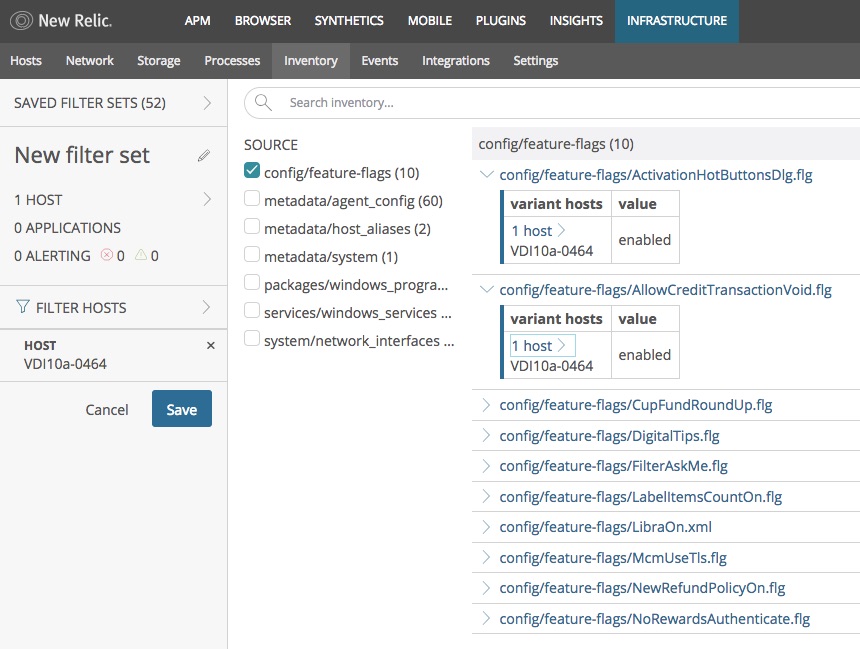 New Relic.
APM BROWSER SYNTHETICS MOBILE PLUGINS INSIGHTS INFRASTRUCTURE
Hosts Network Storage Processes Inventory Events Integrations Settings
SAVED FILTER SETS (52)
New filter set
1 HOST
0 APPLICATIONS
0 ALERTING 0 0
FILTER HOSTS
HOST
VDI10a-0464
Cancel Save
Search inventory...
SOURCE
config/feature-flags (10)
metadata/agent_config (60)
metadata/host_aliases (2)
metadata/system (1)
packages/windows_progra...
services/windows_services ...
system/network_interfaces ...
config/feature-flags (10)
config/feature-flags/ActivationHotButtonsDlg.flg
variant hosts value
1 host
VDI10a-0464
enabled
config/feature-flags/AllowCreditTransactionVoid.flg
variant hosts value
1 host
VDI10a-0464
enabled
config/feature-flags/CupFundRoundUp.flg
config/feature-flags/DigitalTips.flg
config/feature-flags/FilterAskMe.flg
config/feature-flags/LabelItemsCountOn.flg
config/feature-flags/LibraOn.xml
config/feature-flags/McmUseTls.flg
config/feature-flags/NewRefundPolicyOn.flg
config/feature-flags/NoRewardsAuthenticate.flg